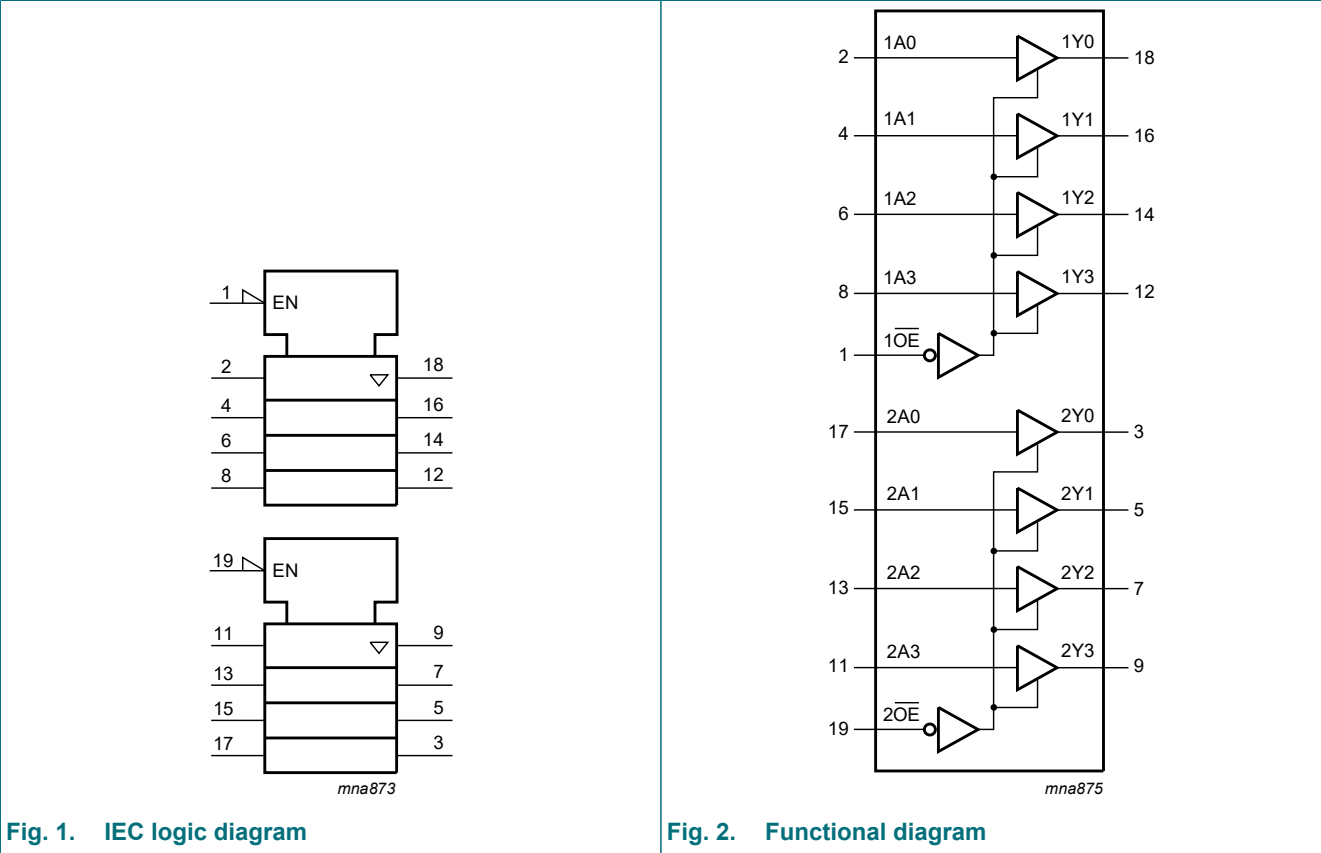 1 EN
2 18
4 16
6 14
8 12
19 EN
11 9
13 7
15 5
17 3
mna873
Fig. 1. IEC logic diagram
2 1A0 1Y0 18
4 1A1 1Y1 16
6 1A2 1Y2 14
8 1A3 1Y3 12
1 1O̅E̅
17 2A0 2Y0 3
15 2A1 2Y1 5
13 2A2 2Y2 7
11 2A3 2Y3 9
19 2O̅E̅
mna875
Fig. 2. Functional diagram